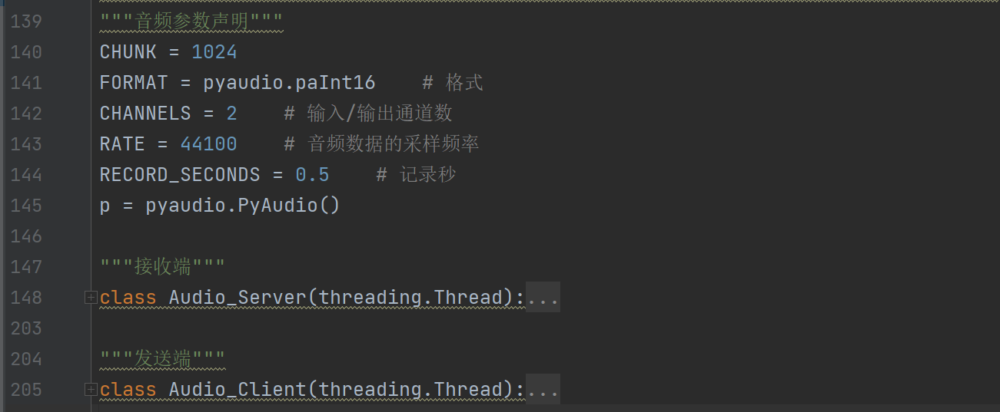 139 """音频参数声明"""
140 CHUNK = 1024
141 FORMAT = pyaudio.paInt16    # 格式
142 CHANNELS = 2    # 输入/输出通道数
143 RATE = 44100    # 音频数据的采样频率
144 RECORD_SECONDS = 0.5    # 记录秒
145 p = pyaudio.PyAudio()
146
147 """接收端"""
148 class Audio_Server(threading.Thread):...
203
204 """发送端"""
205 class Audio_Client(threading.Thread):...